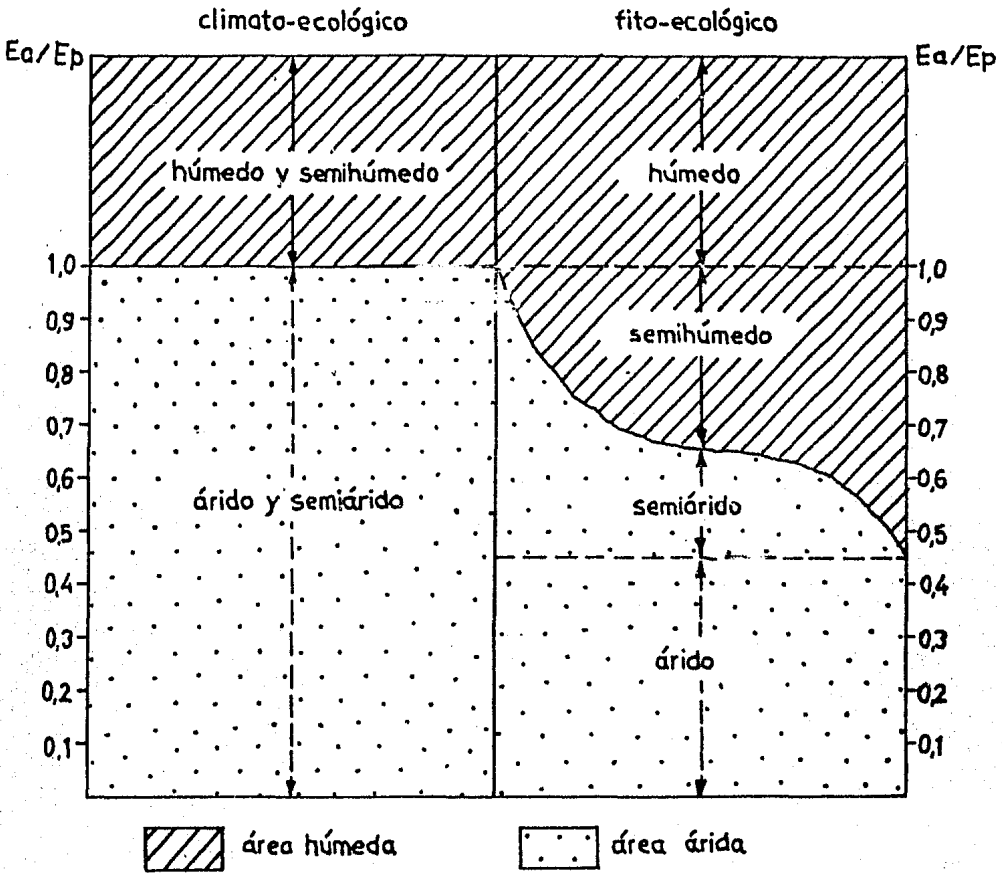 climato-ecológico
fito-ecológico
Ea/Ep
Ea/Ep
húmedo y semihúmedo
húmedo
1,0
1,0
0,9
semihúmedo
0,9
0,8
0,8
0,7
0,7
0,6
0,6
árido y semiárido
semiárido
0,5
0,5
0,4
0,4
0,3
0,3
árido
0,2
0,2
0,1
0,1
área húmeda
área árida